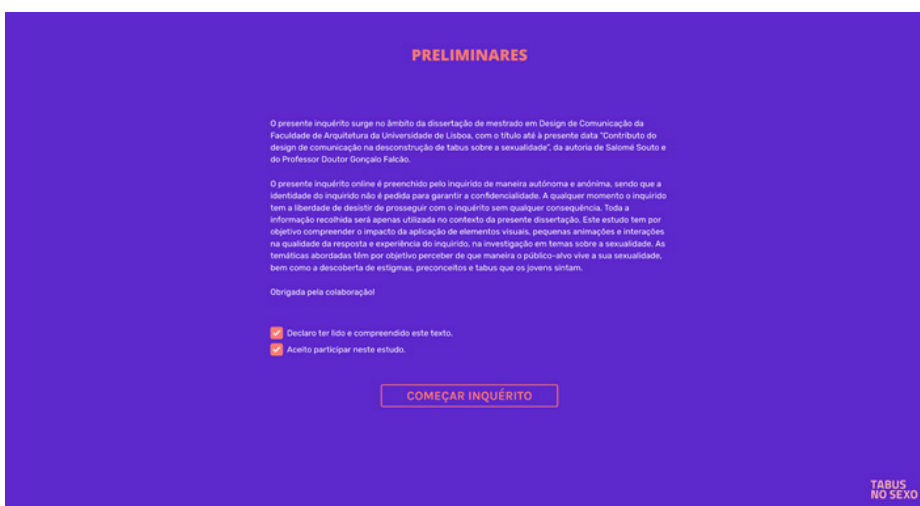 PRELIMINARES
O presente inquérito surge no âmbito da dissertação de mestrado em Design de Comunicação da
Faculdade de Arquitetura da Universidade de Lisboa, com o título até à presente data "Contributo do
design de comunicação na desconstrução de tabus sobre a sexualidade", da autoria de Salomé Souto e
do Professor Doutor Gonçalo Falcão.
O presente inquérito online é preenchido pelo inquirido de maneira autónoma e anónima, sendo que a
identidade do inquirido não é pedida para garantir a confidencialidade. A qualquer momento o inquirido
tem a liberdade de desistir de prosseguir com o inquérito sem qualquer consequência. Toda a
informação recolhida será apenas utilizada no contexto da presente dissertação. Este estudo tem por
objetivo compreender o impacto da aplicação de elementos visuais, pequenas animações e interações
na qualidade da resposta e experiência do inquirido, na investigação em temas sobre a sexualidade. As
temáticas abordadas têm por objetivo perceber de que maneira o público-alvo vive a sua sexualidade,
bem como a descoberta de estigmas, preconceitos e tabus que os jovens sintam.
Obrigada pela colaboração!
Declaro ter lido e compreendido este texto.
Aceito participar neste estudo.
COMEÇAR INQUÉRITO
TABUS
NO SEXO